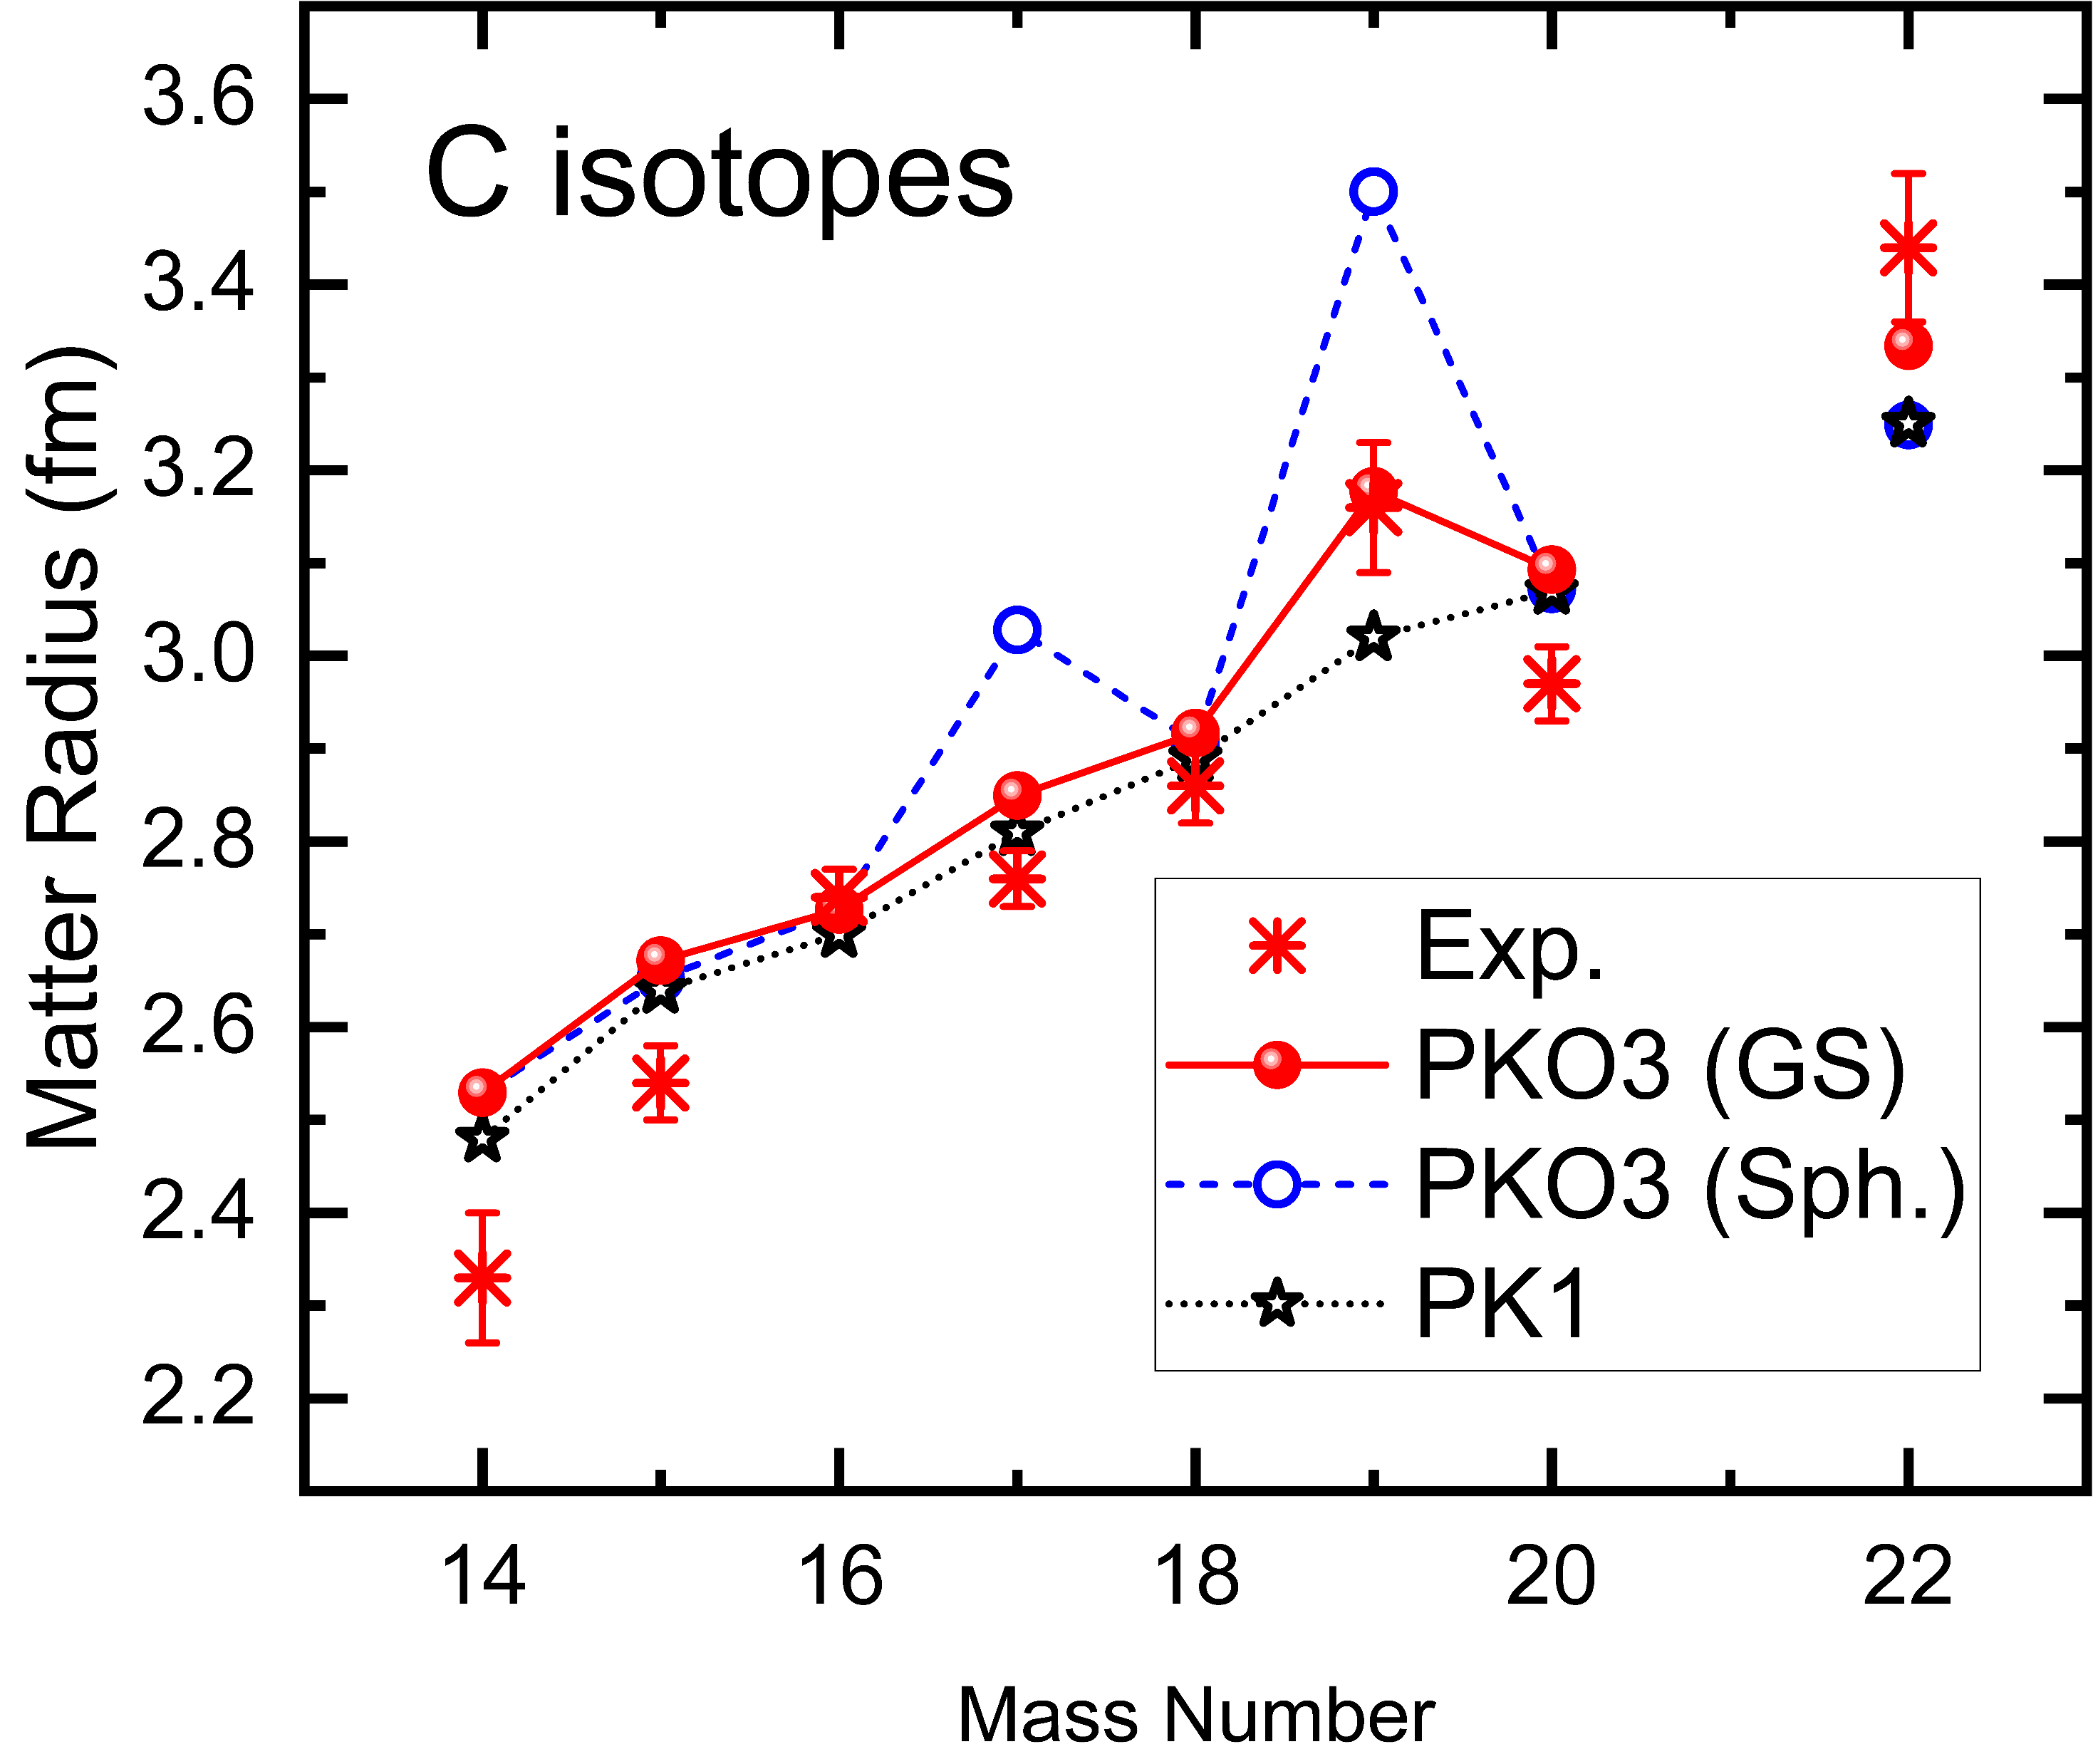 C isotopes
3.6
3.4
3.2
3.0
2.8
2.6
2.4
2.2
Matter Radius (fm)
Exp.
PKO3 (GS)
PKO3 (Sph.)
PK1
14 16 18 20 22
Mass Number